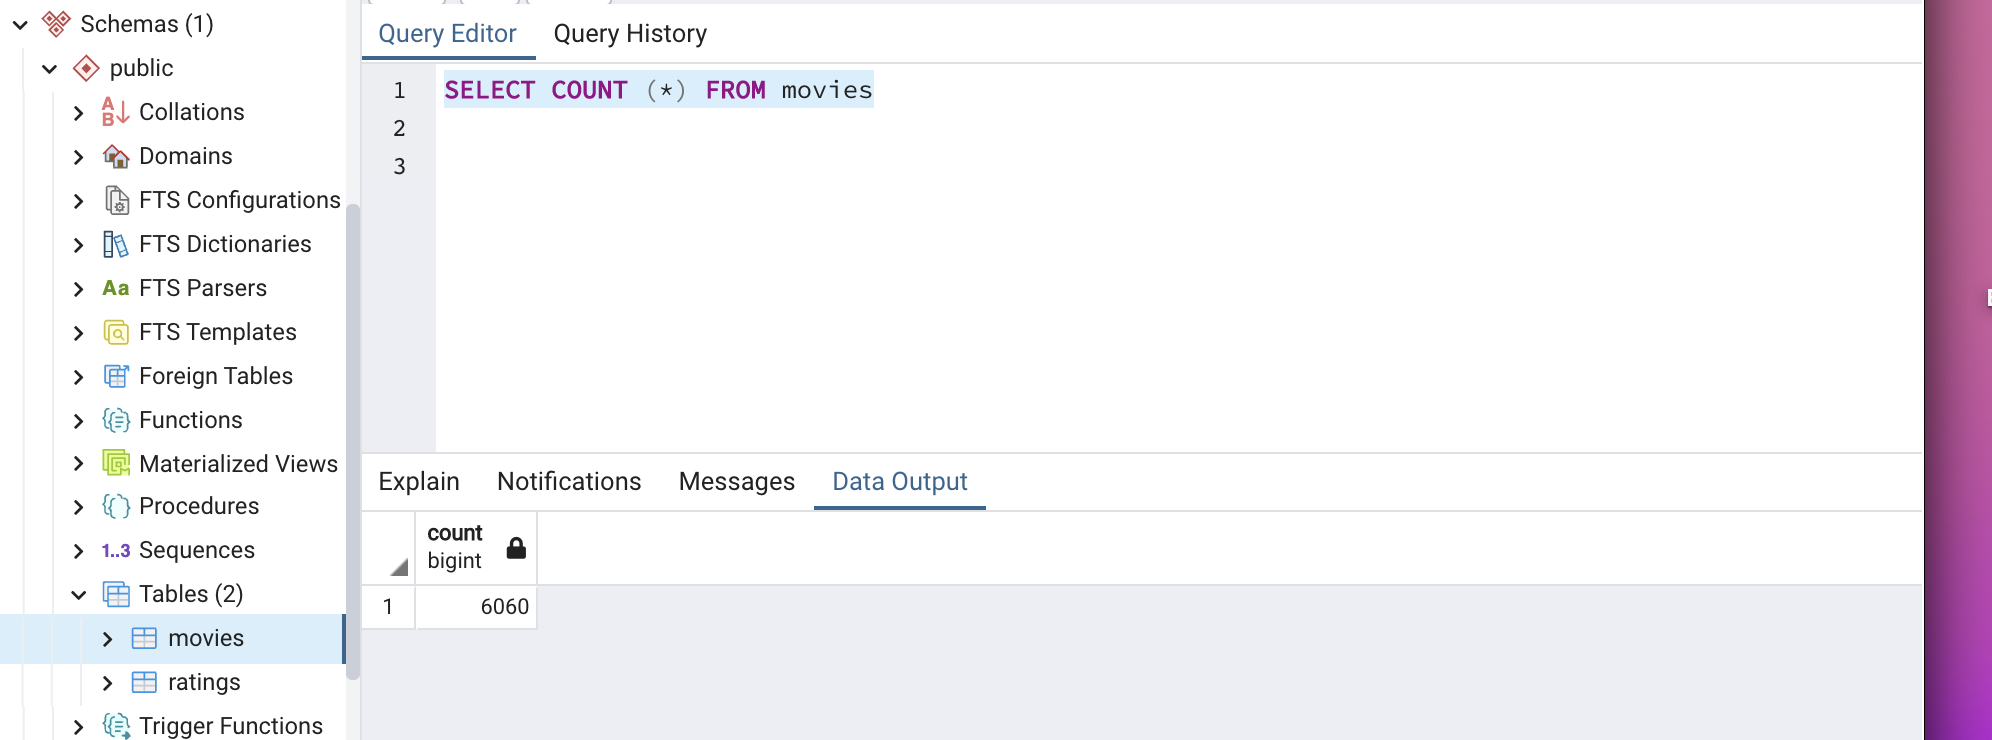 Schemas (1)
public
Collations
Domains
FTS Configurations
FTS Dictionaries
Aa FTS Parsers
FTS Templates
Foreign Tables
Functions
Materialized Views
Procedures
1..3 Sequences
Tables (2)
movies
ratings
Trigger Functions
Query Editor Query History
1 SELECT COUNT (*) FROM movies
2
3
Explain Notifications Messages Data Output
count
bigint
1 6060